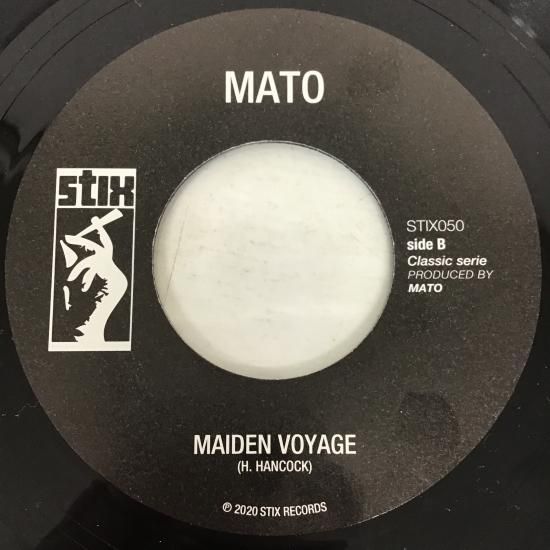 MATO
STIX
STIX050
side B
Classic serie
PRODUCED BY
MATO
MAIDEN VOYAGE
(H. HANCOCK)
℗ 2020 STIX RECORDS